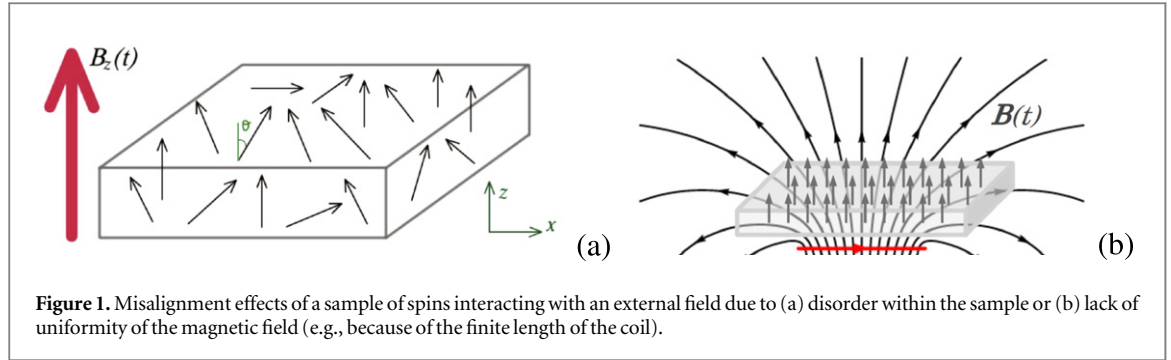 B_z(t)
θ
z
x
(a)
B(t)
(b)
Figure 1. Misalignment effects of a sample of spins interacting with an external field due to (a) disorder within the sample or (b) lack of
uniformity of the magnetic field (e.g., because of the finite length of the coil).